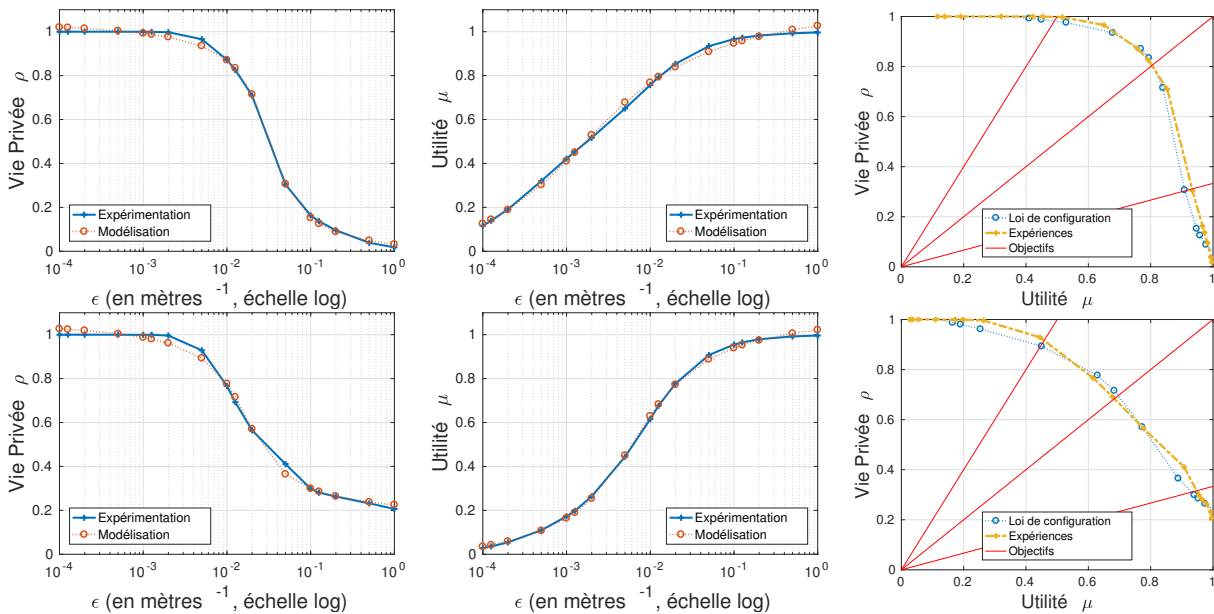 Vie Privée ρ
1
0.8
0.6
0.4
0.2
0
Expérimentation
Modélisation
10-4
10-3
10-2
10-1
100
ϵ (en mètres -1, échelle log)
Utilité μ
1
0.8
0.6
0.4
0.2
0
Expérimentation
Modélisation
10-4
10-3
10-2
10-1
100
ϵ (en mètres -1, échelle log)
Vie Privée ρ
1
0.8
0.6
0.4
0.2
0
Loi de configuration
Expériences
Objectifs
0
0.2
0.4
0.6
0.8
1
Utilité μ
Vie Privée ρ
1
0.8
0.6
0.4
0.2
0
Expérimentation
Modélisation
10-4
10-3
10-2
10-1
100
ϵ (en mètres -1, échelle log)
Utilité μ
1
0.8
0.6
0.4
0.2
0
Expérimentation
Modélisation
10-4
10-3
10-2
10-1
100
ϵ (en mètres -1, échelle log)
Vie Privée ρ
1
0.8
0.6
0.4
0.2
0
Loi de configuration
Expériences
Objectifs
0
0.2
0.4
0.6
0.8
1
Utilité μ